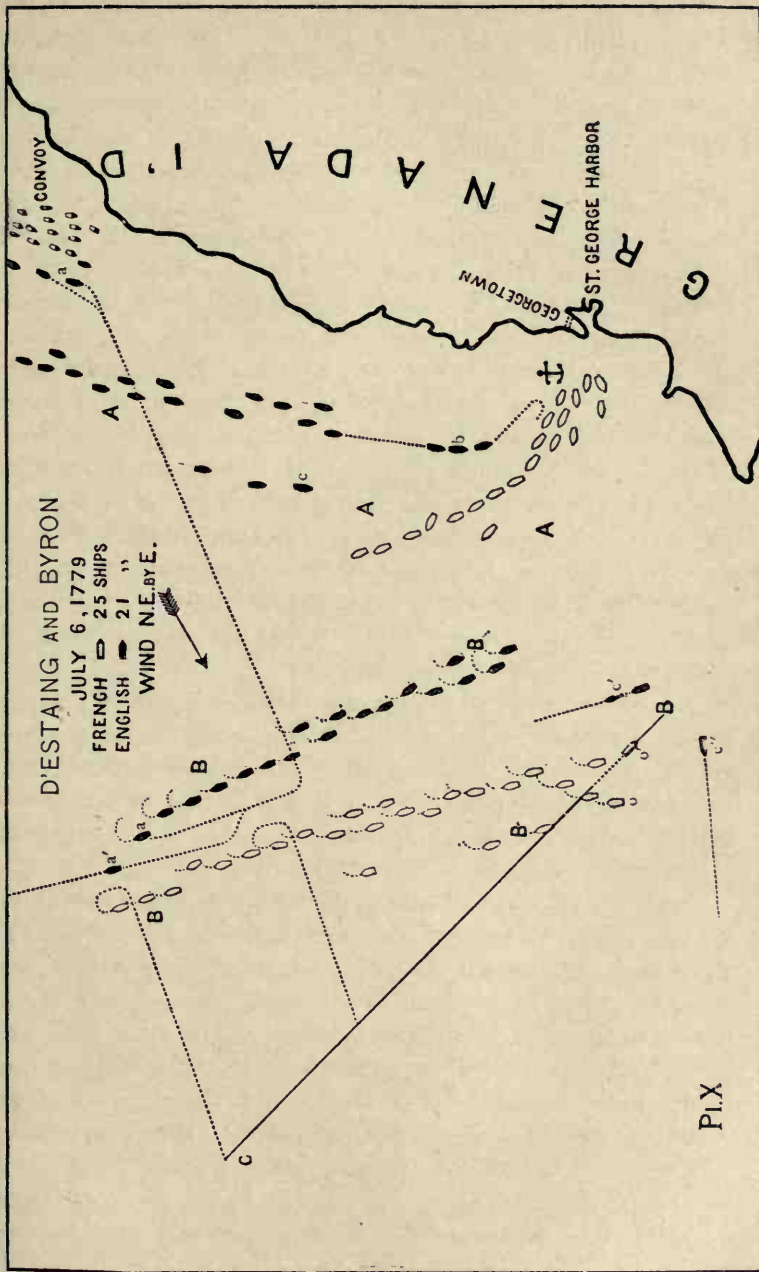 D'ESTAING AND BYRON
JULY 6, 1779
FRENCH 25 SHIPS
ENGLISH 21 "
WIND N.E. BY E.
CONVOY
a
GRENADA I'D
GEORGETOWN
ST. GEORGE HARBOR
A
b
c
A
A
B
a
a'
B
B'
B
c'
B
b
c"
C
Pl.X